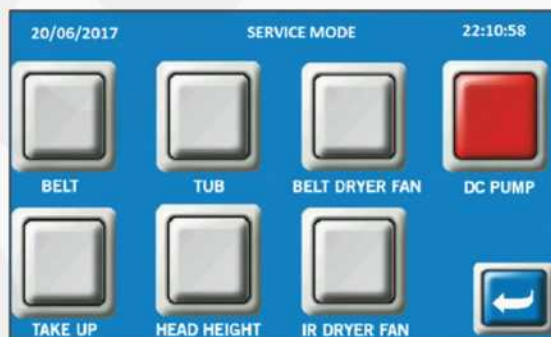 20/06/2017 SERVICE MODE 22:10:58
BELT TUB BELT DRYER FAN DC PUMP
TAKE UP HEAD HEIGHT IR DRYER FAN